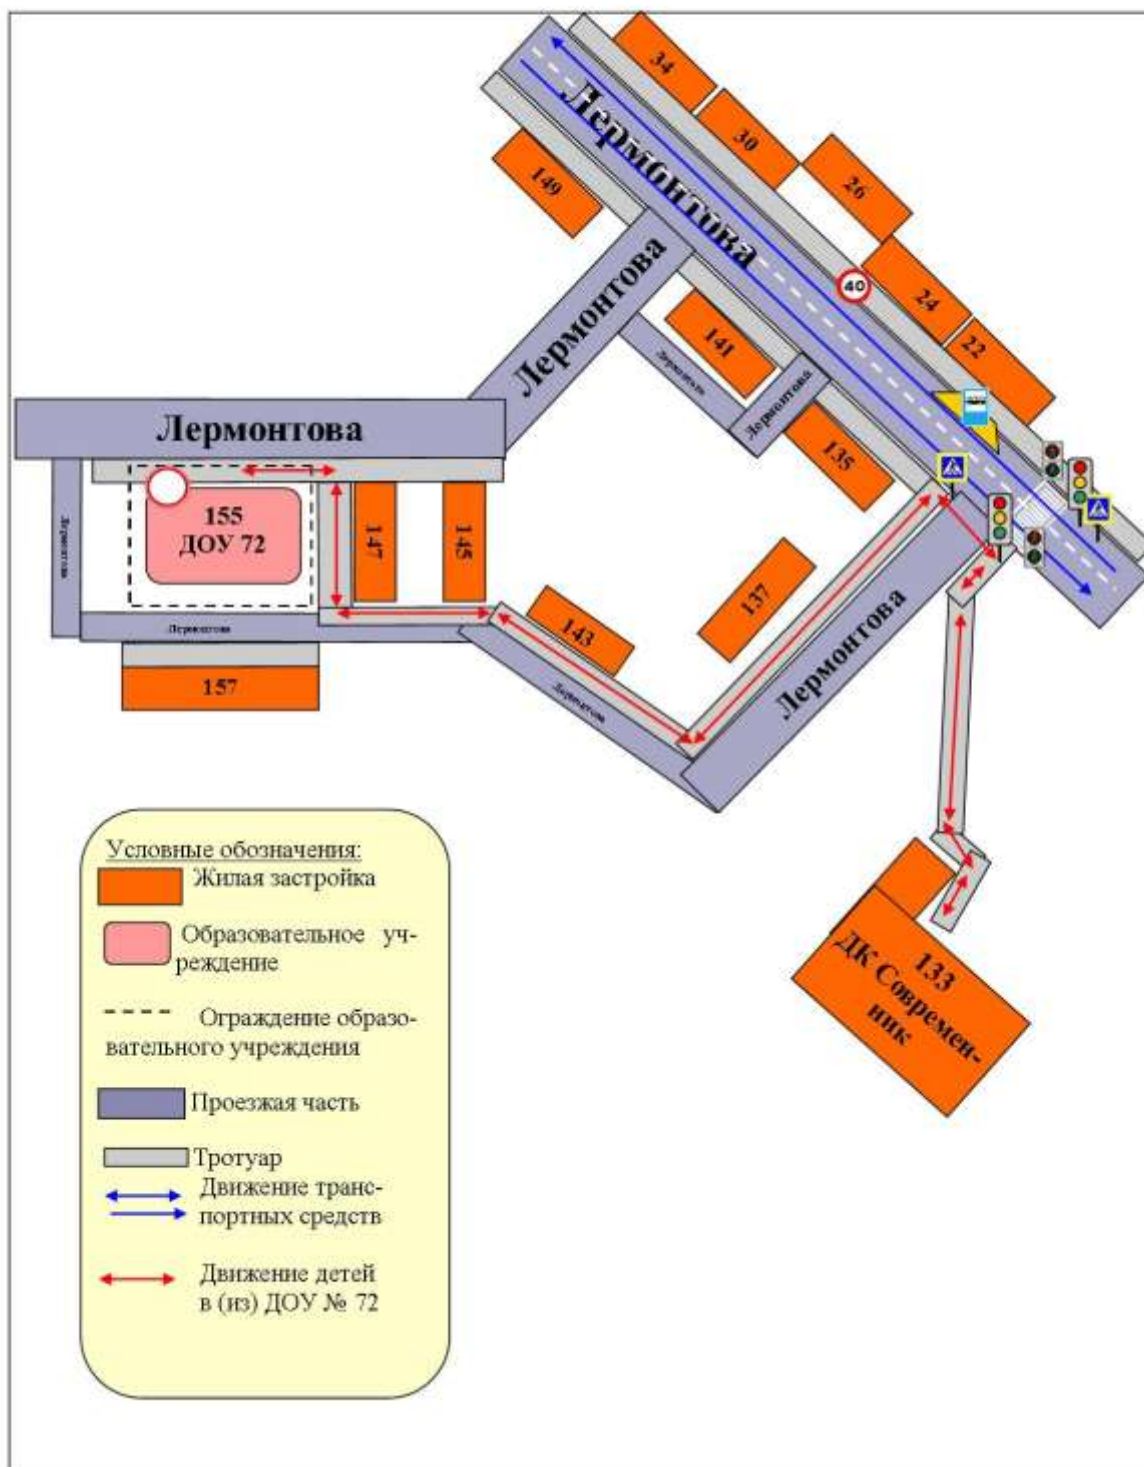 34
30
26
149
Лермонтова
40
24
Лермонтова
22
141
Лермонтова
Лермонтова
135
Лермонтова
155
ДОУ 72
147
145
Лермонтова
137
Лермонтова
143
Лермонтова
Лермонтова
157
133
ДК Современ-
ник
Условные обозначения:
Жилая застройка
Образовательное уч-
реждение
Ограждение образо-
вательного учреждения
Проезжая часть
Тротуар
Движение транс-
портных средств
Движение детей
в (из) ДОУ № 72